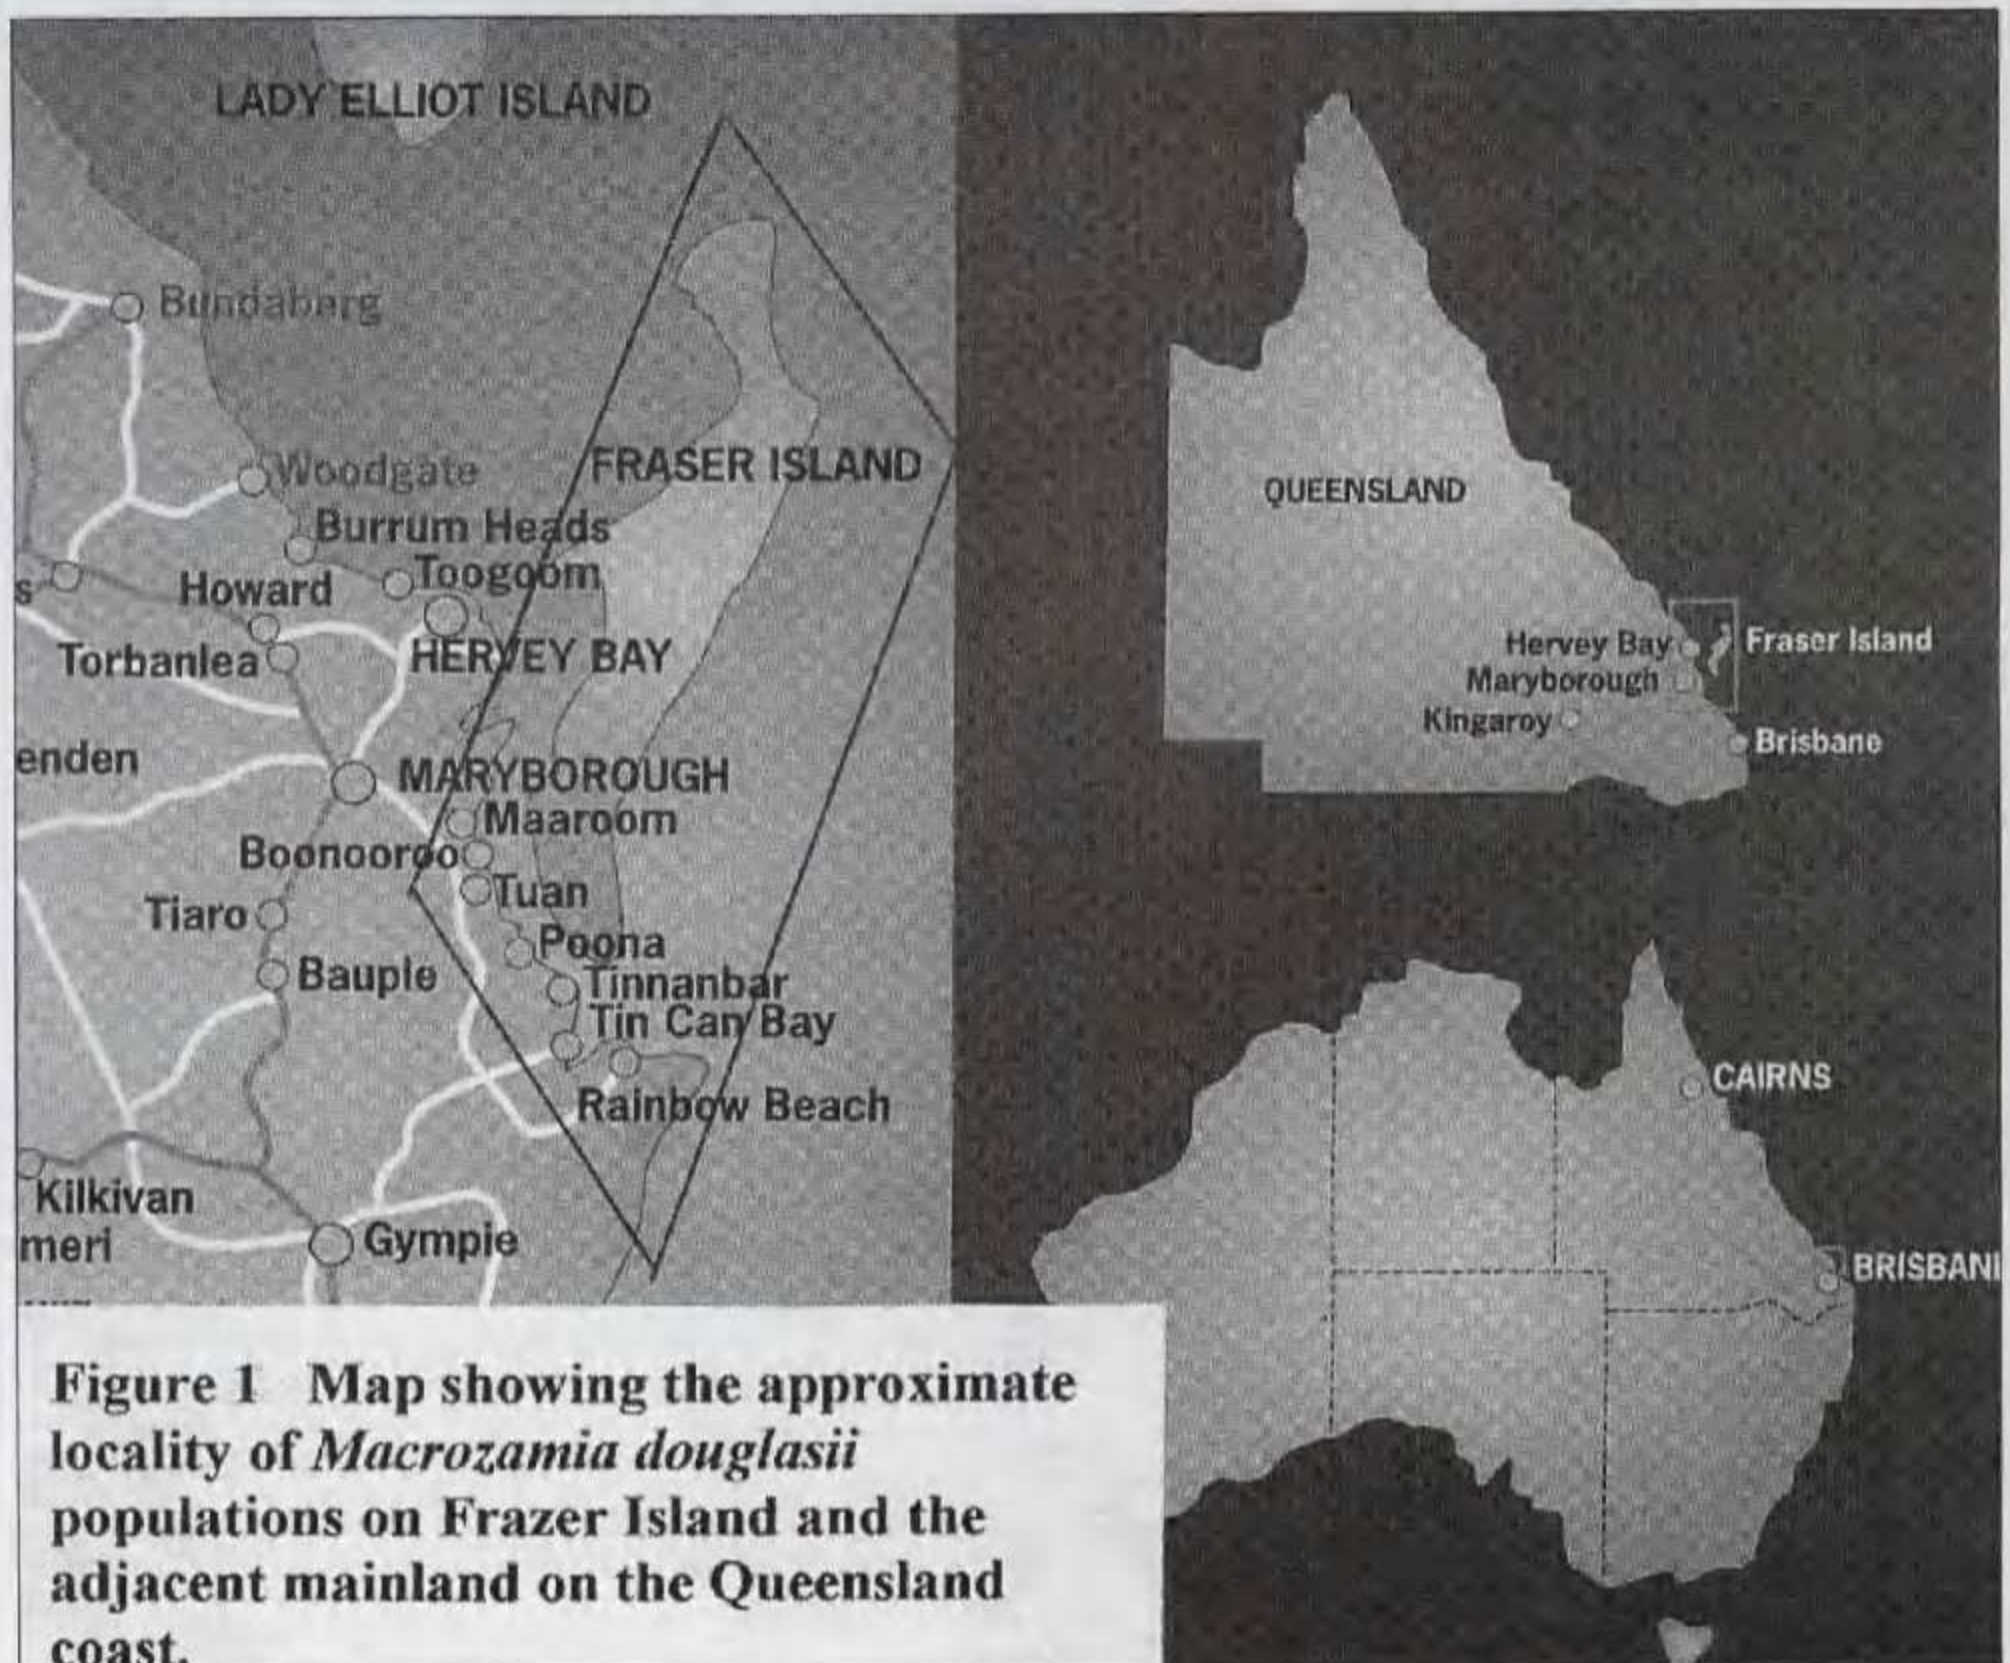 LADY ELLIOT ISLAND
Bundaberg
Woodgate
FRASER ISLAND
Burrum Heads
Toogoom
s
Howard
HERVEY BAY
Torbanlea
enden
MARYBOROUGH
Maaroom
Boonooroo
Tuan
Tiaro
Poona
Bauple
Tinnanbar
Tin Can Bay
Rainbow Beach
Kilkivan
meri
Gympie
QUEENSLAND
Hervey Bay
Fraser Island
Maryborough
Kingaroy
Brisbane
CAIRNS
BRISBAN
Figure 1 Map showing the approximate
locality of Macrozamia douglasii
populations on Frazer Island and the
adjacent mainland on the Queensland
coast.